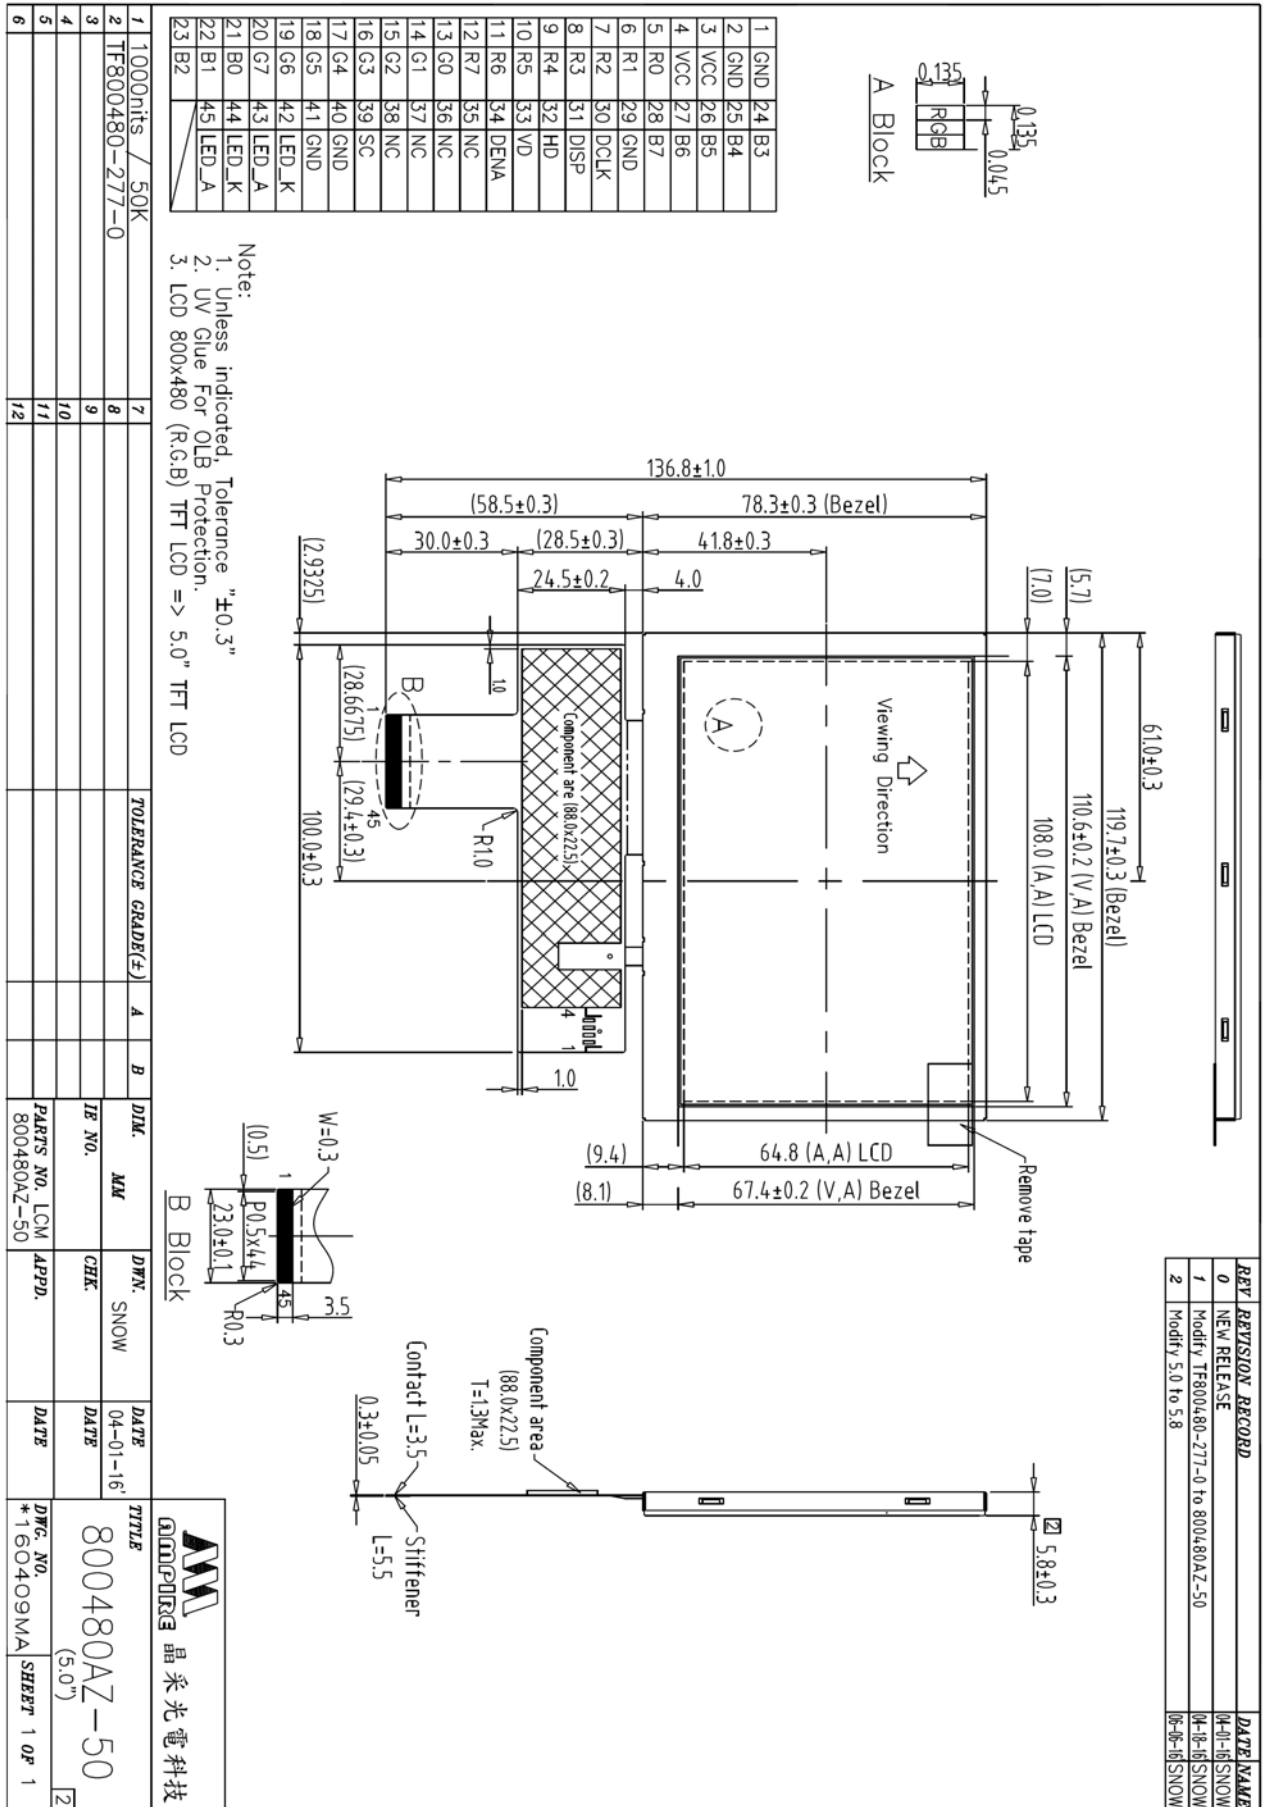 REV REVISION RECORD DATE NAME
0 NEW RELEASE 04-01-16' SNOW
1 Modify TF800480-277-0 to 800480AZ-50 04-18-16' SNOW
2 Modify 5.0 to 5.8 06-06-16' SNOW
0.135
0.135
0.045
RGB
A Block
61.0±0.3
119.7±0.3 (Bezel)
110.6±0.2 (V,A) Bezel
108.0 (A,A) LCD
(5.7)
(7.0)
Viewing Direction
A
Remove tape
136.8±1.0
78.3±0.3 (Bezel)
(58.5±0.3)
41.8±0.3
(28.5±0.3)
30.0±0.3
4.0
24.5±0.2
64.8 (A,A) LCD
67.4±0.2 (V,A) Bezel
(9.4)
(8.1)
2
5.8±0.3
Component are (88.0x22.5)
1.0
4
1
1.0
B
1
45
R1.0
(28.6675)
(29.4±0.3)
(2.9325)
100.0±0.3
Component area
(88.0x22.5)
T=1.3Max.
Contact L=3.5
Stiffener
L=5.5
0.3±0.05
W=0.3
3.5
1
45
R0.3
(0.5)
P0.5x44
23.0±0.1
B Block
1 GND 24 B3
2 GND 25 B4
3 VCC 26 B5
4 VCC 27 B6
5 R0 28 B7
6 R1 29 GND
7 R2 30 DCLK
8 R3 31 DISP
9 R4 32 HD
10 R5 33 VD
11 R6 34 DENA
12 R7 35 NC
13 G0 36 NC
14 G1 37 NC
15 G2 38 NC
16 G3 39 SC
17 G4 40 GND
18 G5 41 GND
19 G6 42 LED_K
20 G7 43 LED_A
21 B0 44 LED_K
22 B1 45 LED_A
23 B2
Note:
1. Unless indicated, Tolerance "±0.3"
2. UV Glue For OLB Protection.
3. LCD 800x480 (R.G.B) TFT LCD => 5.0" TFT LCD
1 1000nits / 50K 7 TOLERANCE GRADE(±) A B
2 TF800480-277-0 8
3 9
4 10
5 11
6 12
DIM. MM
DWN. SNOW
DATE 04-01-16'
IE NO.
CHK.
DATE
PARTS NO. LCM
800480AZ-50
APPD.
DATE
AMPIRE 晶采光電科技
TITLE
800480AZ-50
(5.0")
2
DWG. NO.
*160409MA
SHEET 1 OF 1